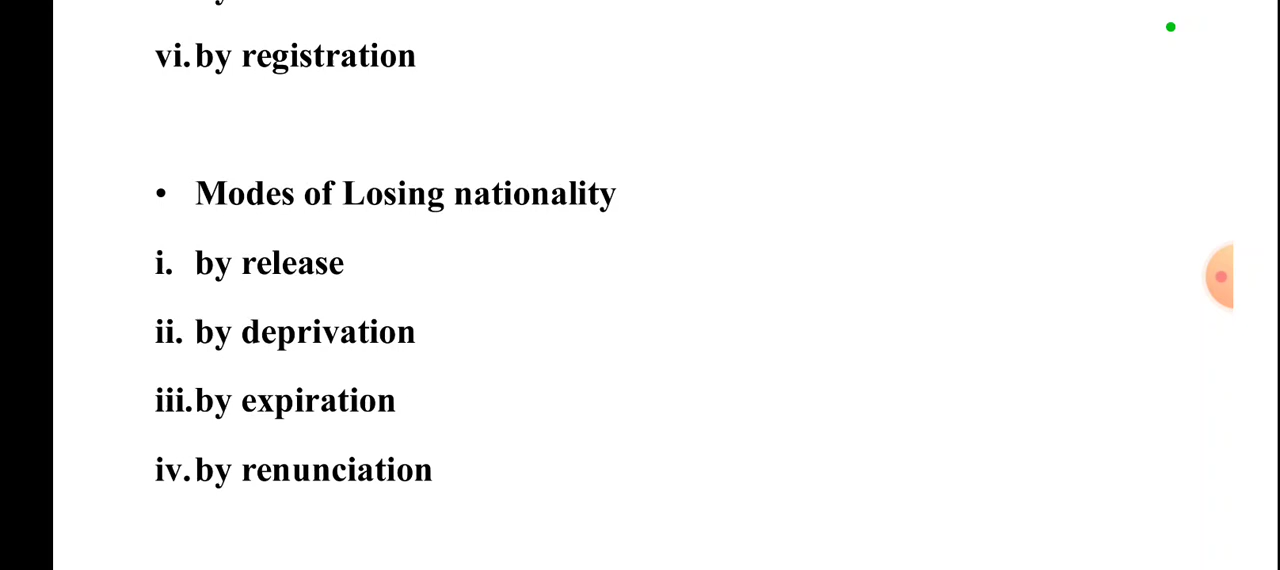 vi. by registration
• Modes of Losing nationality
i. by release
ii. by deprivation
iii. by expiration
iv. by renunciation